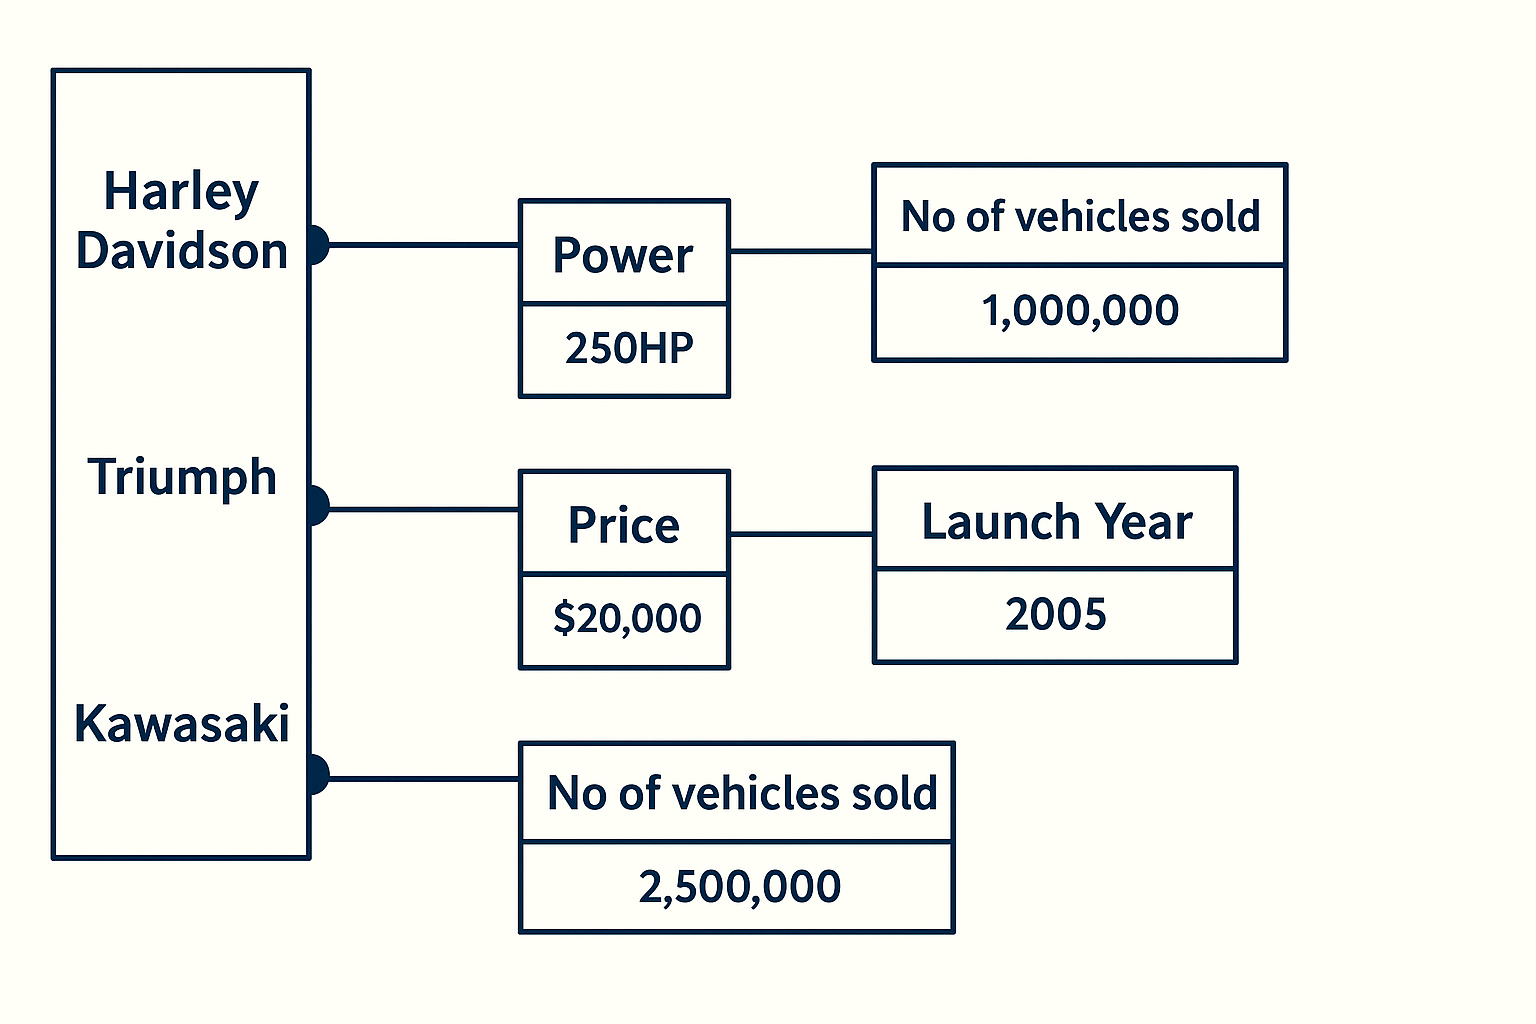 Harley
Davidson
Power
250HP
No of vehicles sold
1,000,000
Triumph
Price
$20,000
Launch Year
2005
Kawasaki
No of vehicles sold
2,500,000